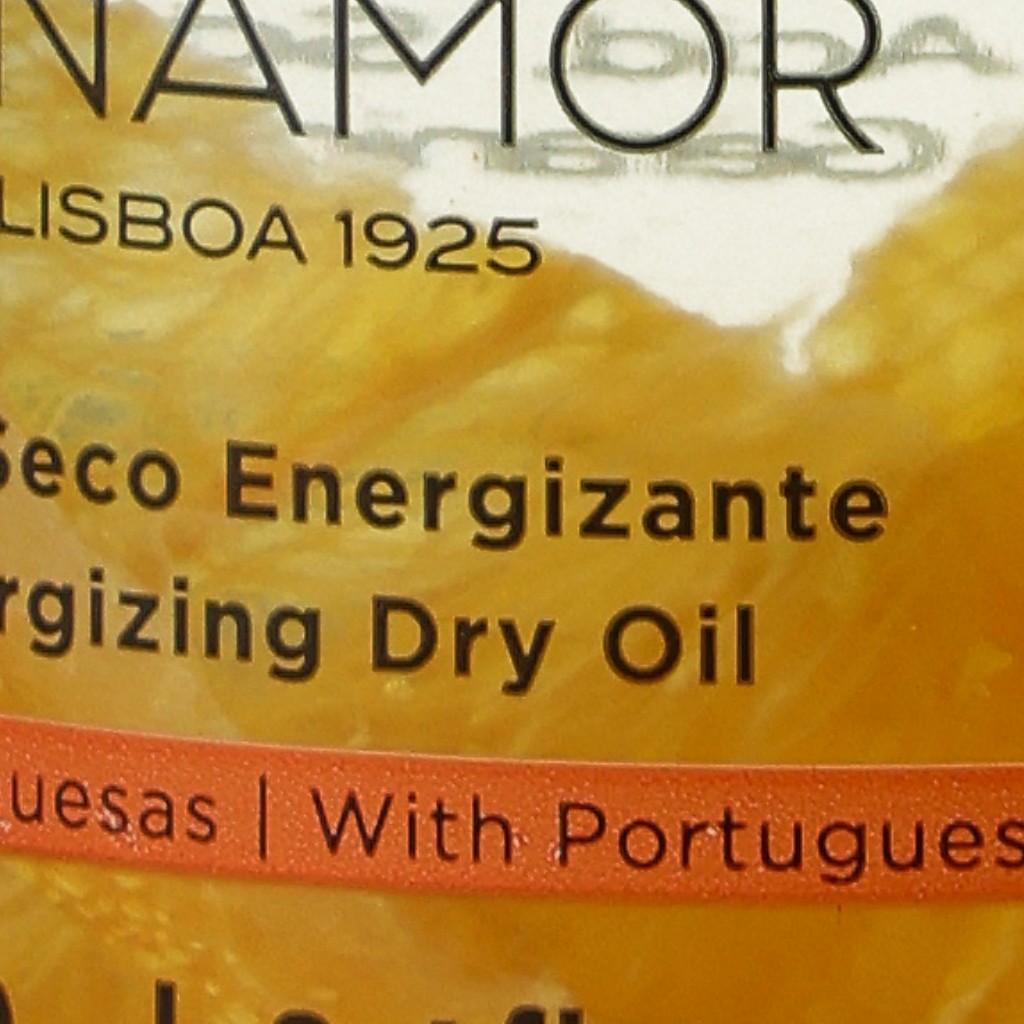 NAMOR
LISBOA 1925
Seco Energizante
rgizing Dry Oil
uesas | With Portugues